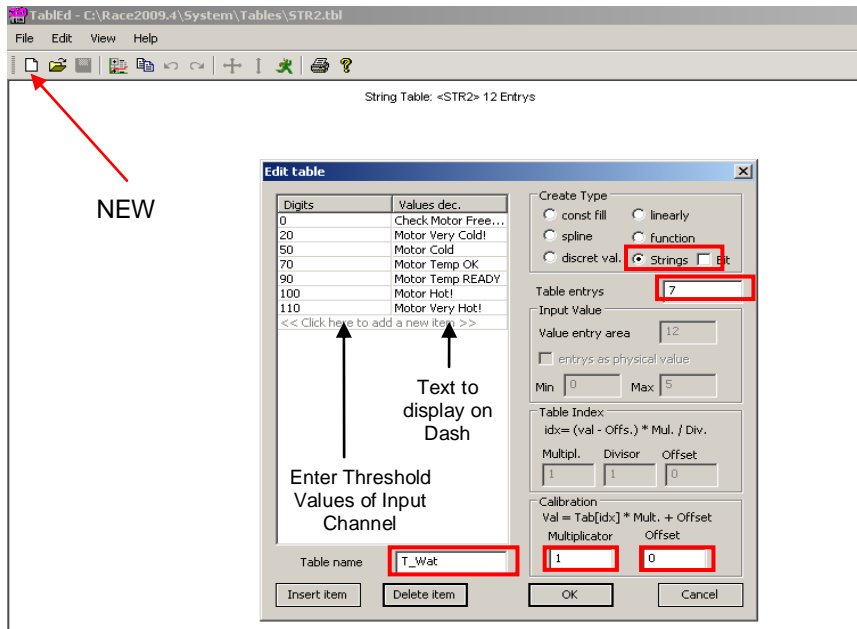 TablEd - C:\Race2009.4\System\Tables\STR2.tbl
File Edit View Help
String Table: <STR2> 12 Entrys
NEW
Edit table
Digits Values dec.
0 Check Motor Free...
20 Motor Very Cold!
50 Motor Cold
70 Motor Temp OK
90 Motor Temp READY
100 Motor Hot!
110 Motor Very Hot!
<< Click here to add a new item >>
Text to
display on
Dash
Enter Threshold
Values of Input
Channel
Table name T_Wat
Insert item Delete item
Create Type
const fill linearly
spline function
discret val. Strings Bit
Table entrys 7
Input Value
Value entry area 12
entrys as physical value
Min 0 Max 5
Table Index
idx= (val - Offs.) * Mul. / Div.
Multipl. Divisor Offset
1 1 0
Calibration
Val = Tab[idx] * Mult. + Offset
Multiplicator Offset
1 0
OK Cancel